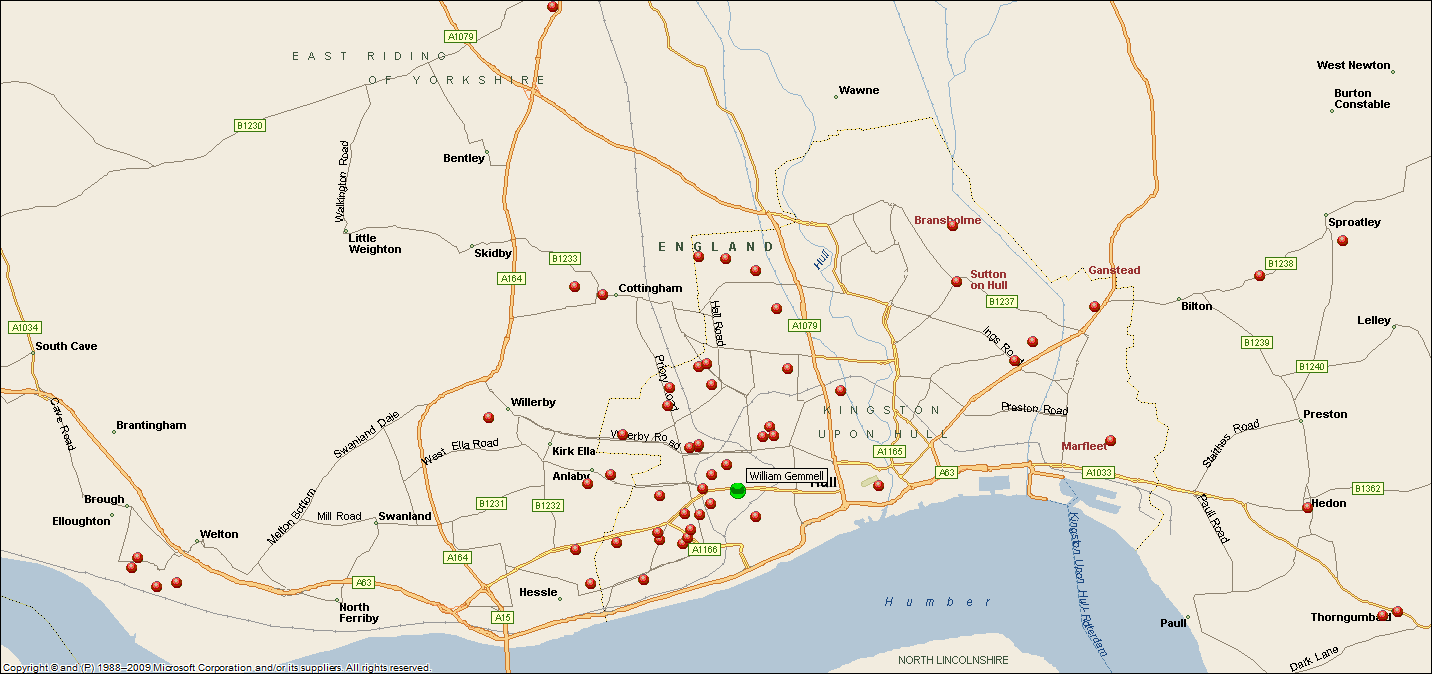 A1079
EAST RIDING
OF YORKSHIRE
West Newton
Wawne
Burton
Constable
B1230
Bentley
Walkington Road
Bransholme
Sproatley
Little
Weighton
ENGLAND
Skidby
B1233
Hull
B1238
Ganstead
A164
Sutton
on Hull
Cottingham
B1237
Bilton
Hall Road
A1034
A1079
Lelley
South Cave
Ings Road
B1239
Priory Road
B1240
Cave Road
Willerby
Swanland Dale
KINGSTON
Preston Road
Preston
Brantingham
Willerby Road
UPON HULL
Staithes Road
West Ella Road
Kirk Ella
Marfleet
A1165
Anlaby
William Gemmell
A63
A1033
Hull
B1362
Brough
Melton Bottom
B1231
B1232
Hedon
Elloughton
Mill Road
Swanland
Paull Road
Welton
A1166
A164
Kingston Upon Hull-Rotterdam
A63
Hessle
Humber
North
Ferriby
A15
Paull
Thorngumbald
NORTH LINCOLNSHIRE
Dark Lane
Copyright © and (P) 1988–2009 Microsoft Corporation and/or its suppliers. All rights reserved.